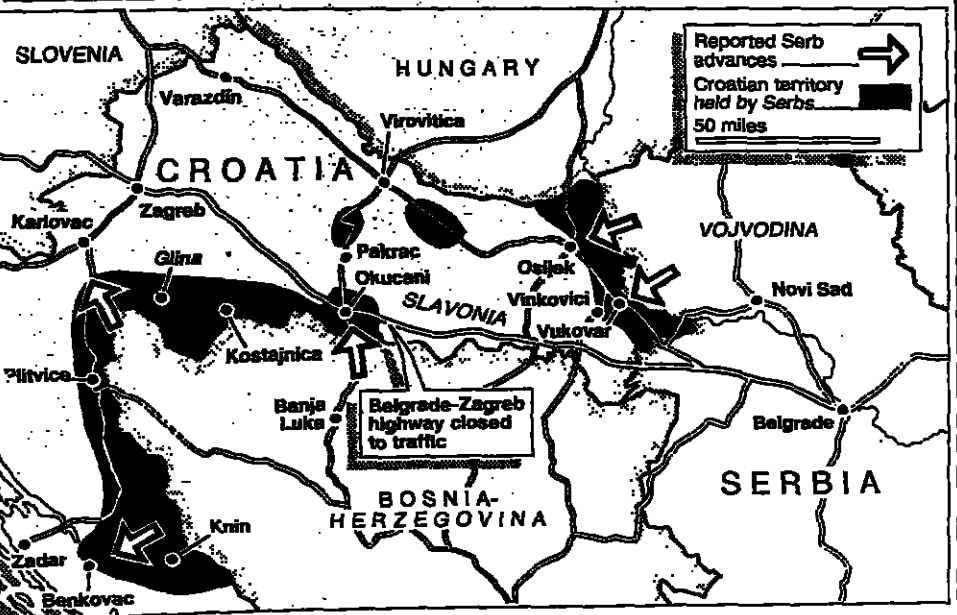 SLOVENIA
HUNGARY
Reported Serb
advances
Croatian territory
held by Serbs
50 miles
Varazdin
Virovitica
CROATIA
Karlovac
Zagreb
VOJVODINA
Glina
Pakrac
Okucani
Osijek
SLAVONIA
Vinkovici
Novi Sad
Vukovar
Kostajnica
Plitvice
Banja
Luka
Belgrade-Zagreb
highway closed
to traffic
Belgrade
SERBIA
BOSNIA-
HERZEGOVINA
Knin
Zadar
Benkovac